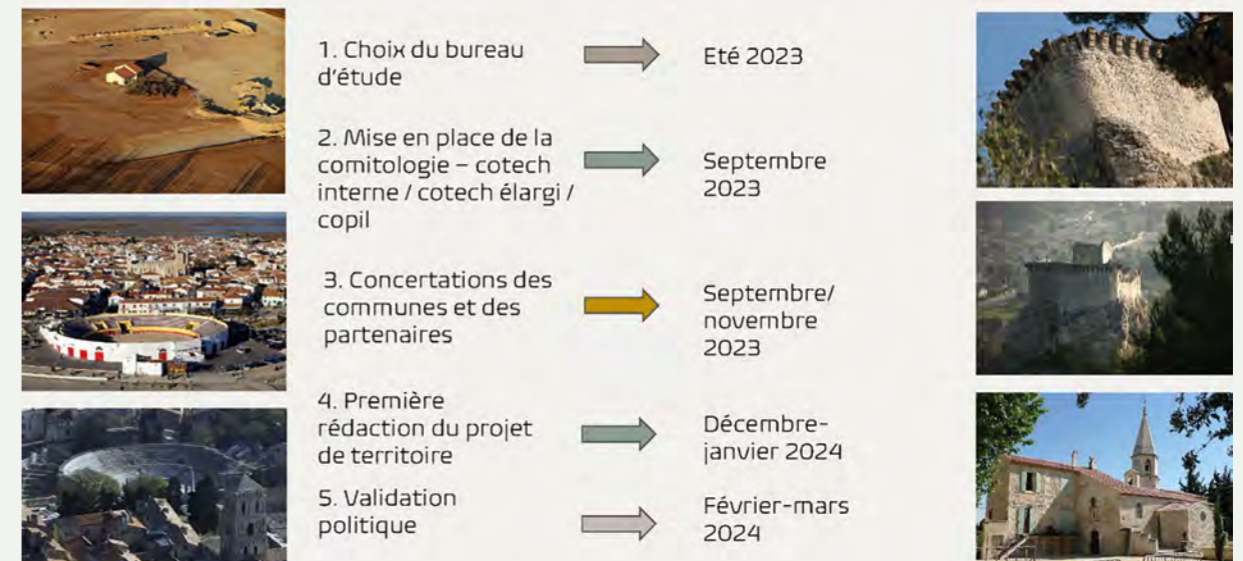 1. Choix du bureau
d'étude
Eté 2023
2. Mise en place de la
comitologie – cotech
interne / cotech élargi /
copil
Septembre
2023
3. Concertations des
communes et des
partenaires
Septembre/
novembre
2023
4. Première
rédaction du projet
de territoire
Décembre-
janvier 2024
5. Validation
politique
Février-mars
2024